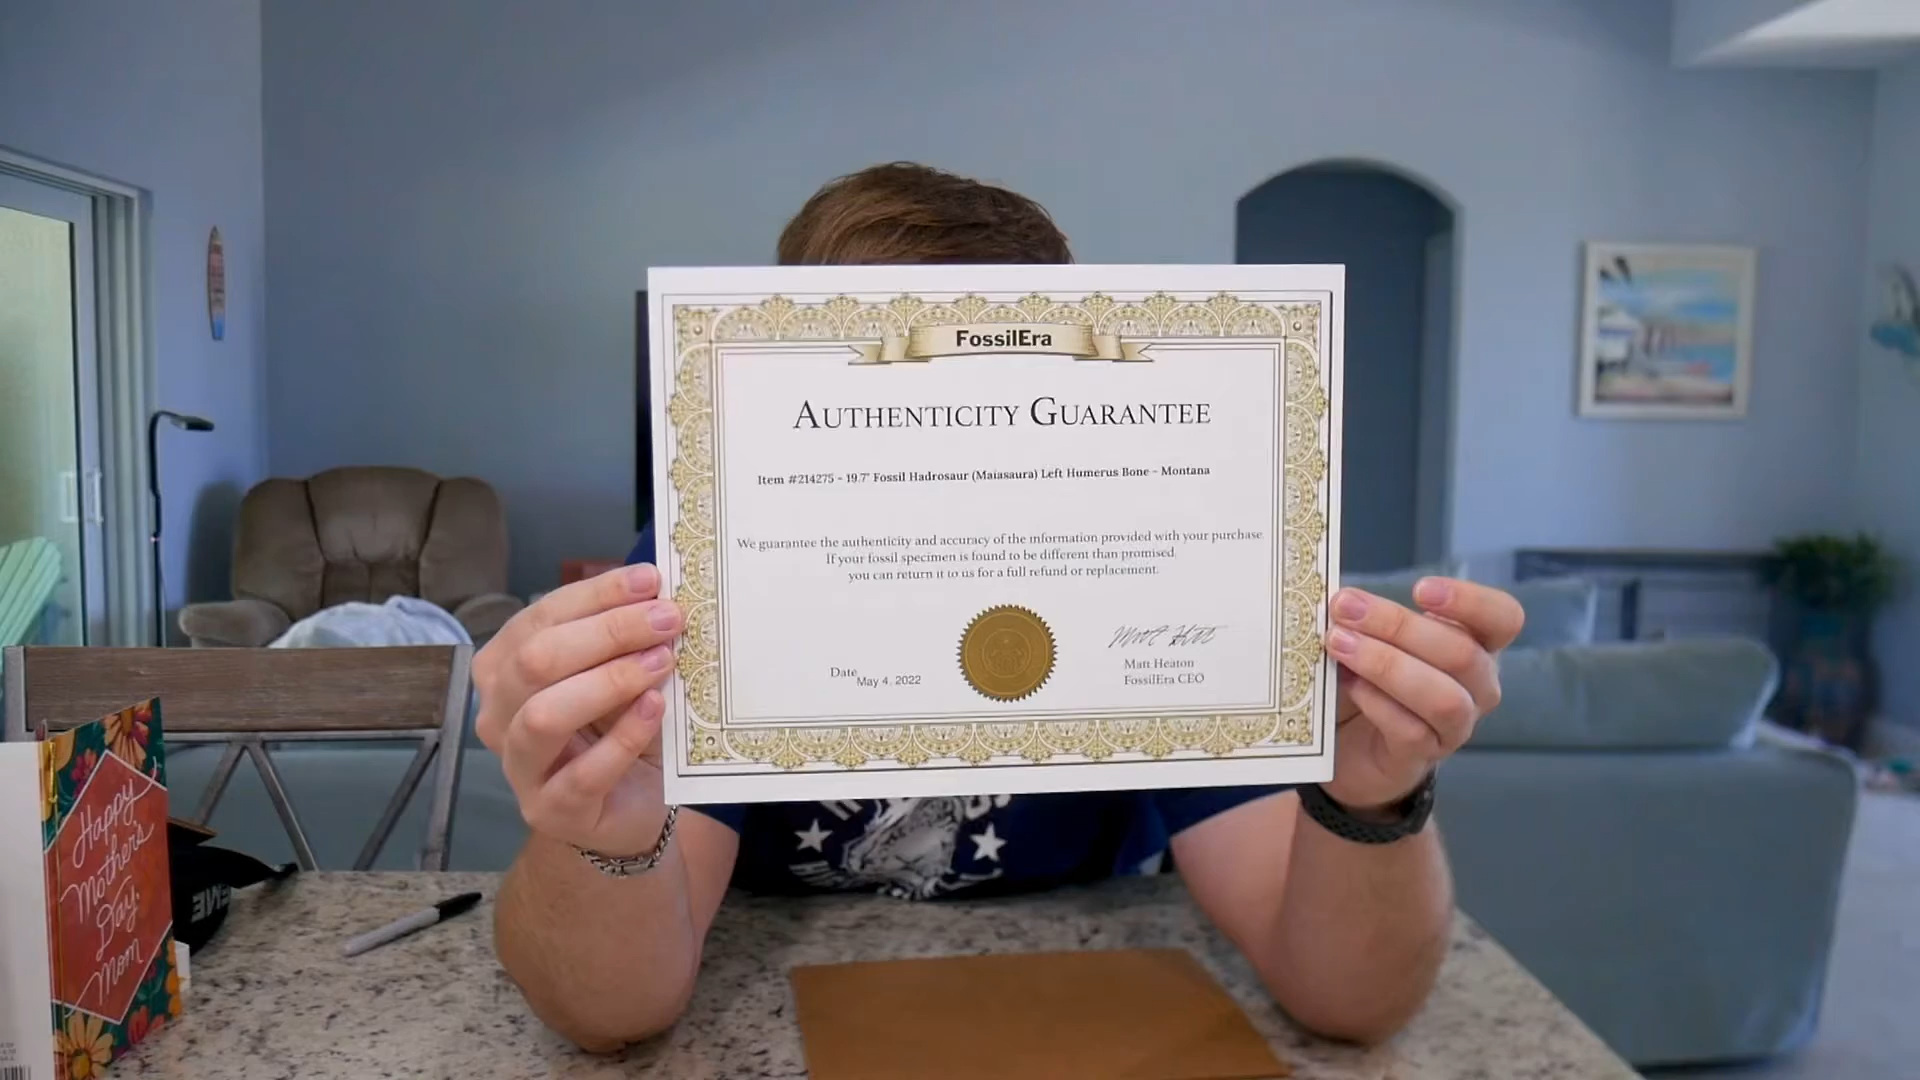 FossilEra
AUTHENTICITY GUARANTEE
Item #214275 - 19.7" Fossil Hadrosaur (Maiasaura) Left Humerus Bone - Montana
We guarantee the authenticity and accuracy of the information provided with your purchase.
If your fossil specimen is found to be different than promised,
you can return it to us for a full refund or replacement.
Date
May 4, 2022
Matt Heaton
FossilEra CEO
Happy
Mother's
Day,
Mom